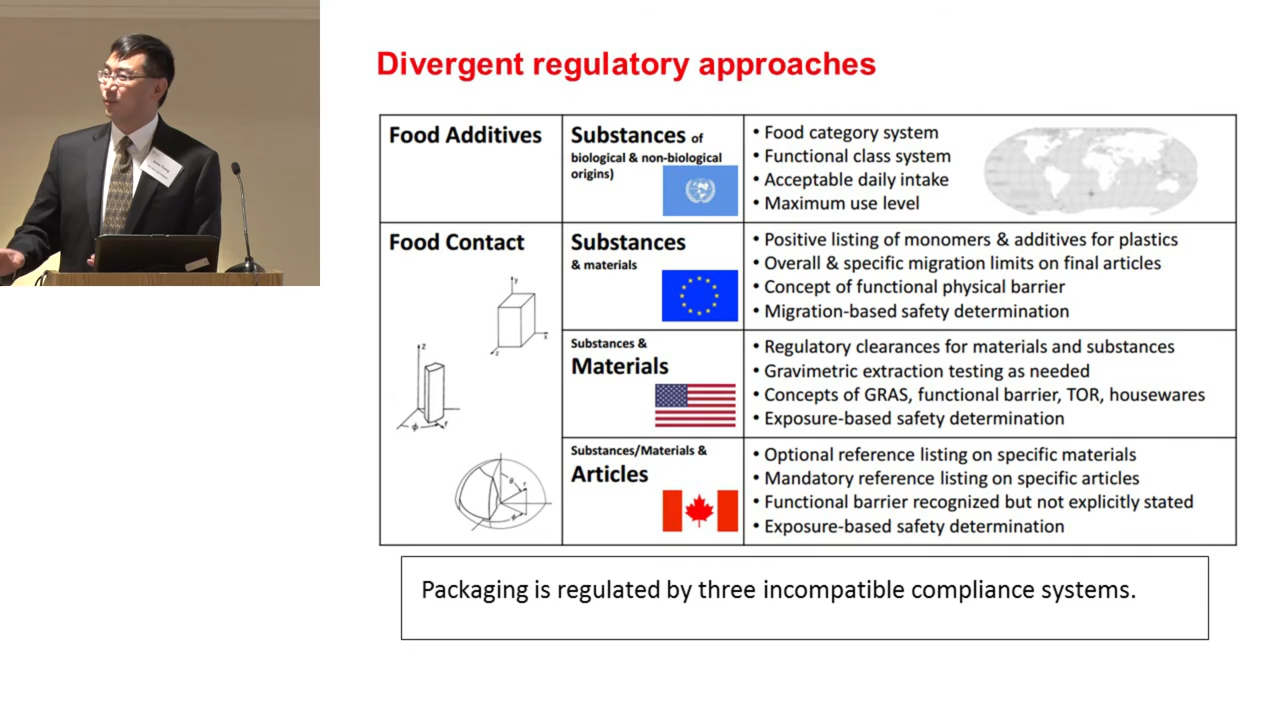 Divergent regulatory approaches
Food Additives
Substances of
biological & non-biological
origins)
• Food category system
• Functional class system
• Acceptable daily intake
• Maximum use level
Food Contact
Substances
& materials
• Positive listing of monomers & additives for plastics
• Overall & specific migration limits on final articles
• Concept of functional physical barrier
• Migration-based safety determination
Substances &
Materials
• Regulatory clearances for materials and substances
• Gravimetric extraction testing as needed
• Concepts of GRAS, functional barrier, TOR, housewares
• Exposure-based safety determination
Substances/Materials &
Articles
• Optional reference listing on specific materials
• Mandatory reference listing on specific articles
• Functional barrier recognized but not explicitly stated
• Exposure-based safety determination
y
x
z
z
r
Φ
θ
r
Φ
Packaging is regulated by three incompatible compliance systems.